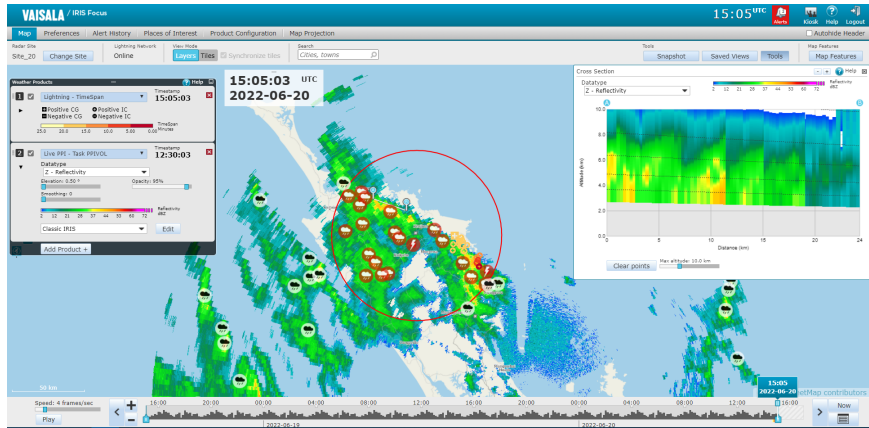 VAISALA / IRIS Focus
15:05 UTC
Alerts
Kiosk
Help
Logout
Map Preferences Alert History Places of Interest Product Configuration Map Projection
Autohide Header
Radar Site
Site_20
Change Site
Lightning Network
Online
View Mode
Layers Tiles
Synchronize tiles
Search
Cities, towns
Tools
Snapshot Saved Views Tools
Map Features
Map Features
Weather Products
Help
1
Lightning - TimeSpan
Timestamp
15:05:03
Positive CG Positive IC
Negative CG Negative IC
25.0 20.0 15.0 10.0 5.00 0.00
TimeSpan
Minutes
2
Live PPI - Task PPIVOL
Timestamp
12:30:03
Datatype
Z - Reflectivity
Elevation: 0.50 °
Opacity: 95%
Smoothing: 0
2 12 21 28 37 44 53 60 72
Reflectivity
dBZ
Classic IRIS
Edit
Add Product +
15:05:03 UTC
2022-06-20
Cross Section
Help
Datatype
Z - Reflectivity
2 12 21 28 37 44 53 60 72
Reflectivity
dBZ
A
B
Altitude (km)
10.0
8.0
6.0
4.0
2.0
0.0
0 5 10 15 20 24
Distance (km)
Clear points
Max altitude: 10.0 km
50 km
15:05
2022-06-20
etMap contributors
Speed: 4 frames/sec
Play
16:00 20:00 00:00 04:00 08:00 12:00 16:00 20:00 00:00 04:00 08:00 12:00 16:00
2022-06-19
2022-06-20
Now